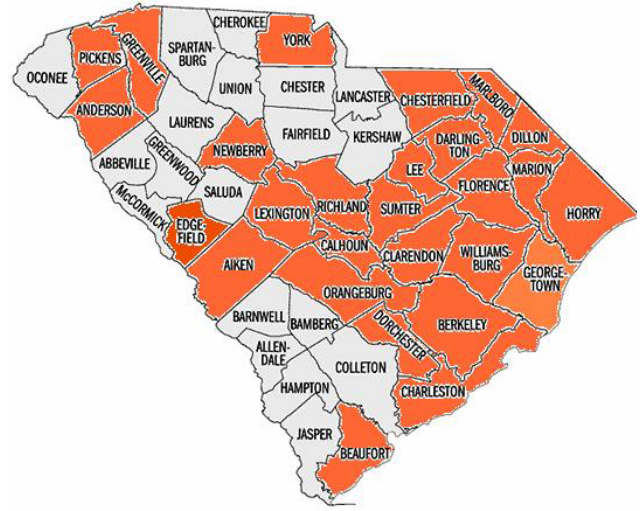 CHEROKEE
YORK
SPARTAN-
BURG
PICKENS
GREENVILLE
OCONEE
UNION
CHESTER
LANCASTER
CHESTERFIELD
MARLBORO
ANDERSON
LAURENS
FAIRFIELD
KERSHAW
DARLING-
TON
DILLON
NEWBERRY
ABBEVILLE
GREENWOOD
LEE
MARION
FLORENCE
SALUDA
MCCORMICK
LEXINGTON
RICHLAND
SUMTER
HORRY
EDGE-
FIELD
CALHOUN
CLARENDON
WILLIAMS-
BURG
GEORGE-
TOWN
AIKEN
ORANGEBURG
BARNWELL
BAMBERG
DORCHESTER
BERKELEY
ALLEN-
DALE
COLLETON
HAMPTON
CHARLESTON
JASPER
BEAUFORT